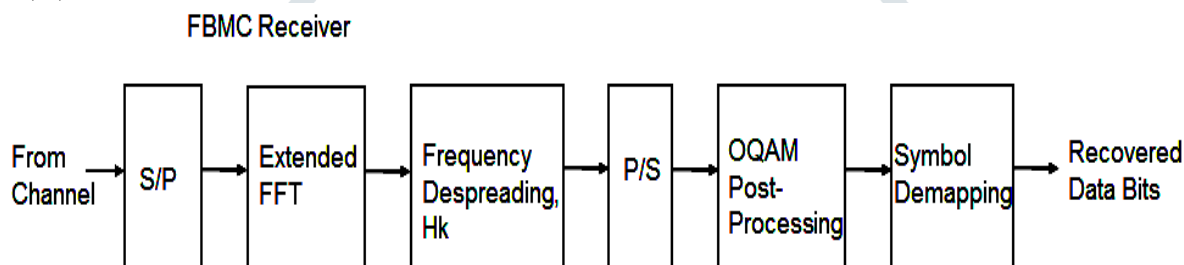 FBMC Receiver
From
Channel
S/P
Extended
FFT
Frequency
Despreading,
Hk
P/S
OQAM
Post-
Processing
Symbol
Demapping
Recovered
Data Bits